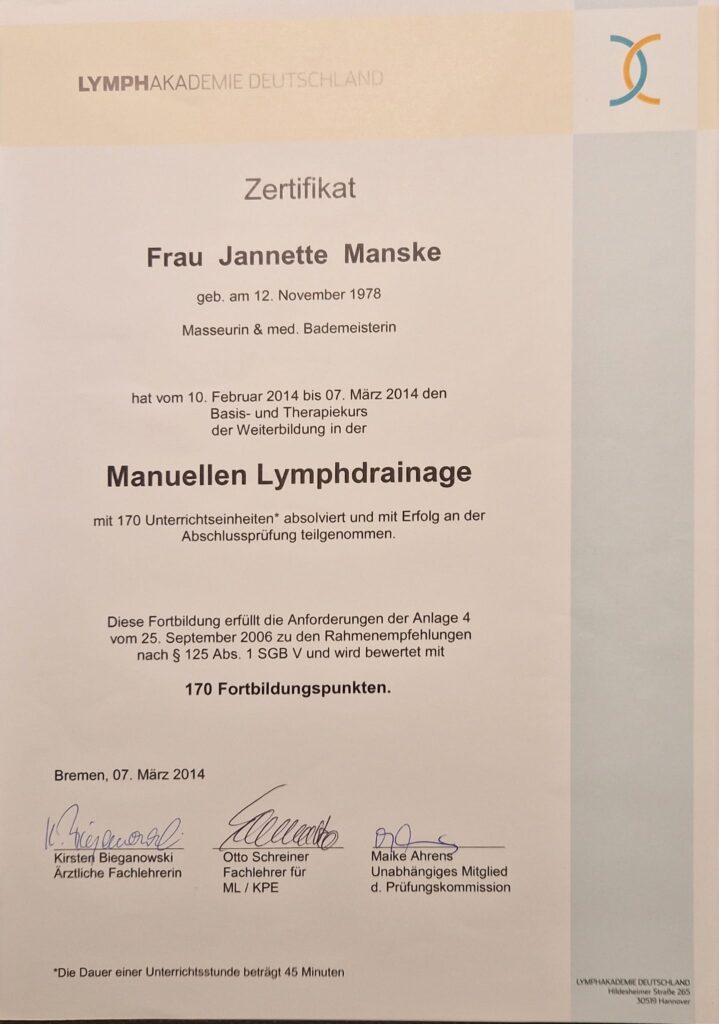 LYMPHAKADEMIE DEUTSCHLAND
Zertifikat
Frau Jannette Manske
geb. am 12. November 1978
Masseurin & med. Bademeisterin
hat vom 10. Februar 2014 bis 07. März 2014 den
Basis- und Therapiekurs
der Weiterbildung in der
Manuellen Lymphdrainage
mit 170 Unterrichtseinheiten* absolviert und mit Erfolg an der
Abschlussprüfung teilgenommen.
Diese Fortbildung erfüllt die Anforderungen der Anlage 4
vom 25. September 2006 zu den Rahmenempfehlungen
nach § 125 Abs. 1 SGB V und wird bewertet mit
170 Fortbildungspunkten.
Bremen, 07. März 2014
K. Bieganowski
Kirsten Bieganowski
Ärztliche Fachlehrerin
Otto Schreiner
Fachlehrer für
ML / KPE
Maike Ahrens
Unabhängiges Mitglied
d. Prüfungskommission
*Die Dauer einer Unterrichtsstunde beträgt 45 Minuten
LYMPHAKADEMIE DEUTSCHLAND
Hildesheimer Straße 265
30519 Hannover